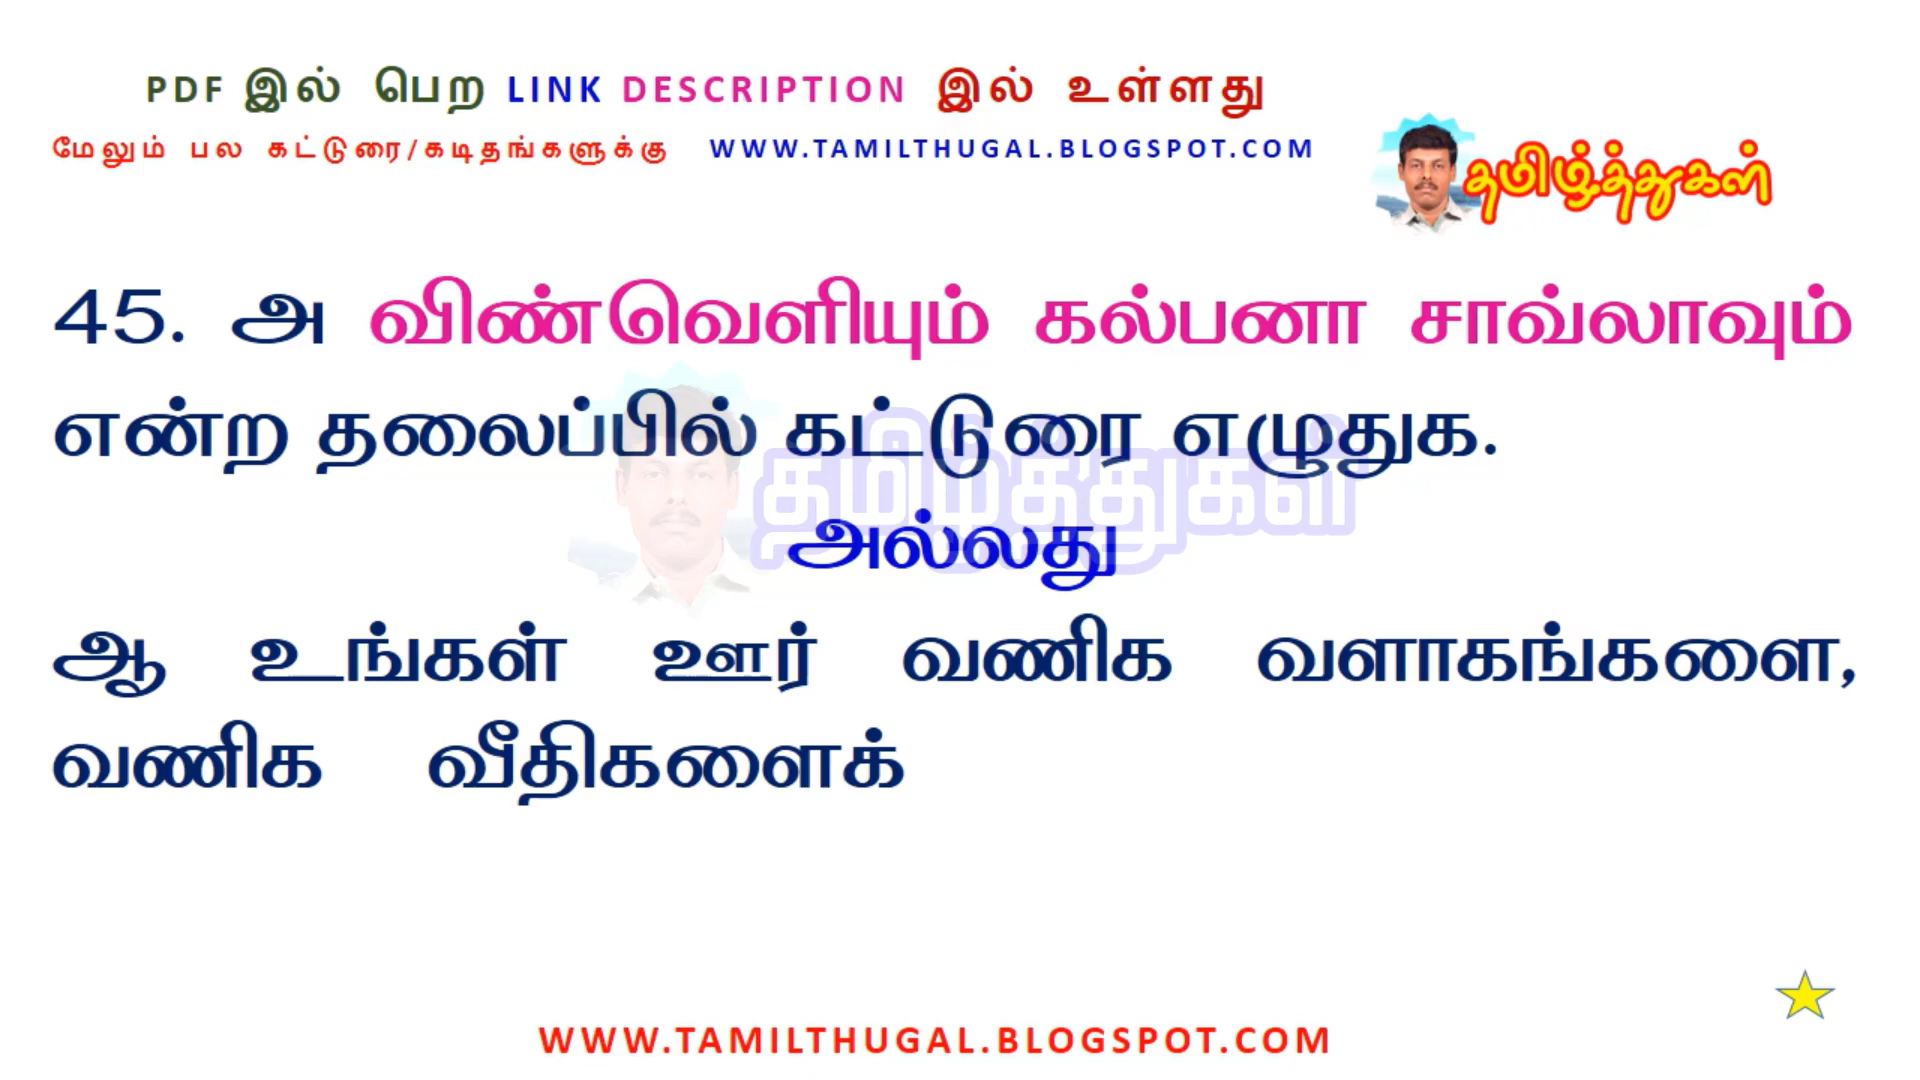 PDF இல் பெற LINK DESCRIPTION இல் உள்ளது
மேலும் பல கட்டுரை/கடிதங்களுக்கு WWW.TAMILTHUGAL.BLOGSPOT.COM
தமிழ்த்துகள்
45. அ விண்வெளியும் கல்பனா சாவ்லாவும்
என்ற தலைப்பில் கட்டுரை எழுதுக.
தமிழ்த்துகள்
அல்லது
ஆ உங்கள் ஊர் வணிக வளாகங்களை,
வணிக வீதிகளைக்
WWW.TAMILTHUGAL.BLOGSPOT.COM